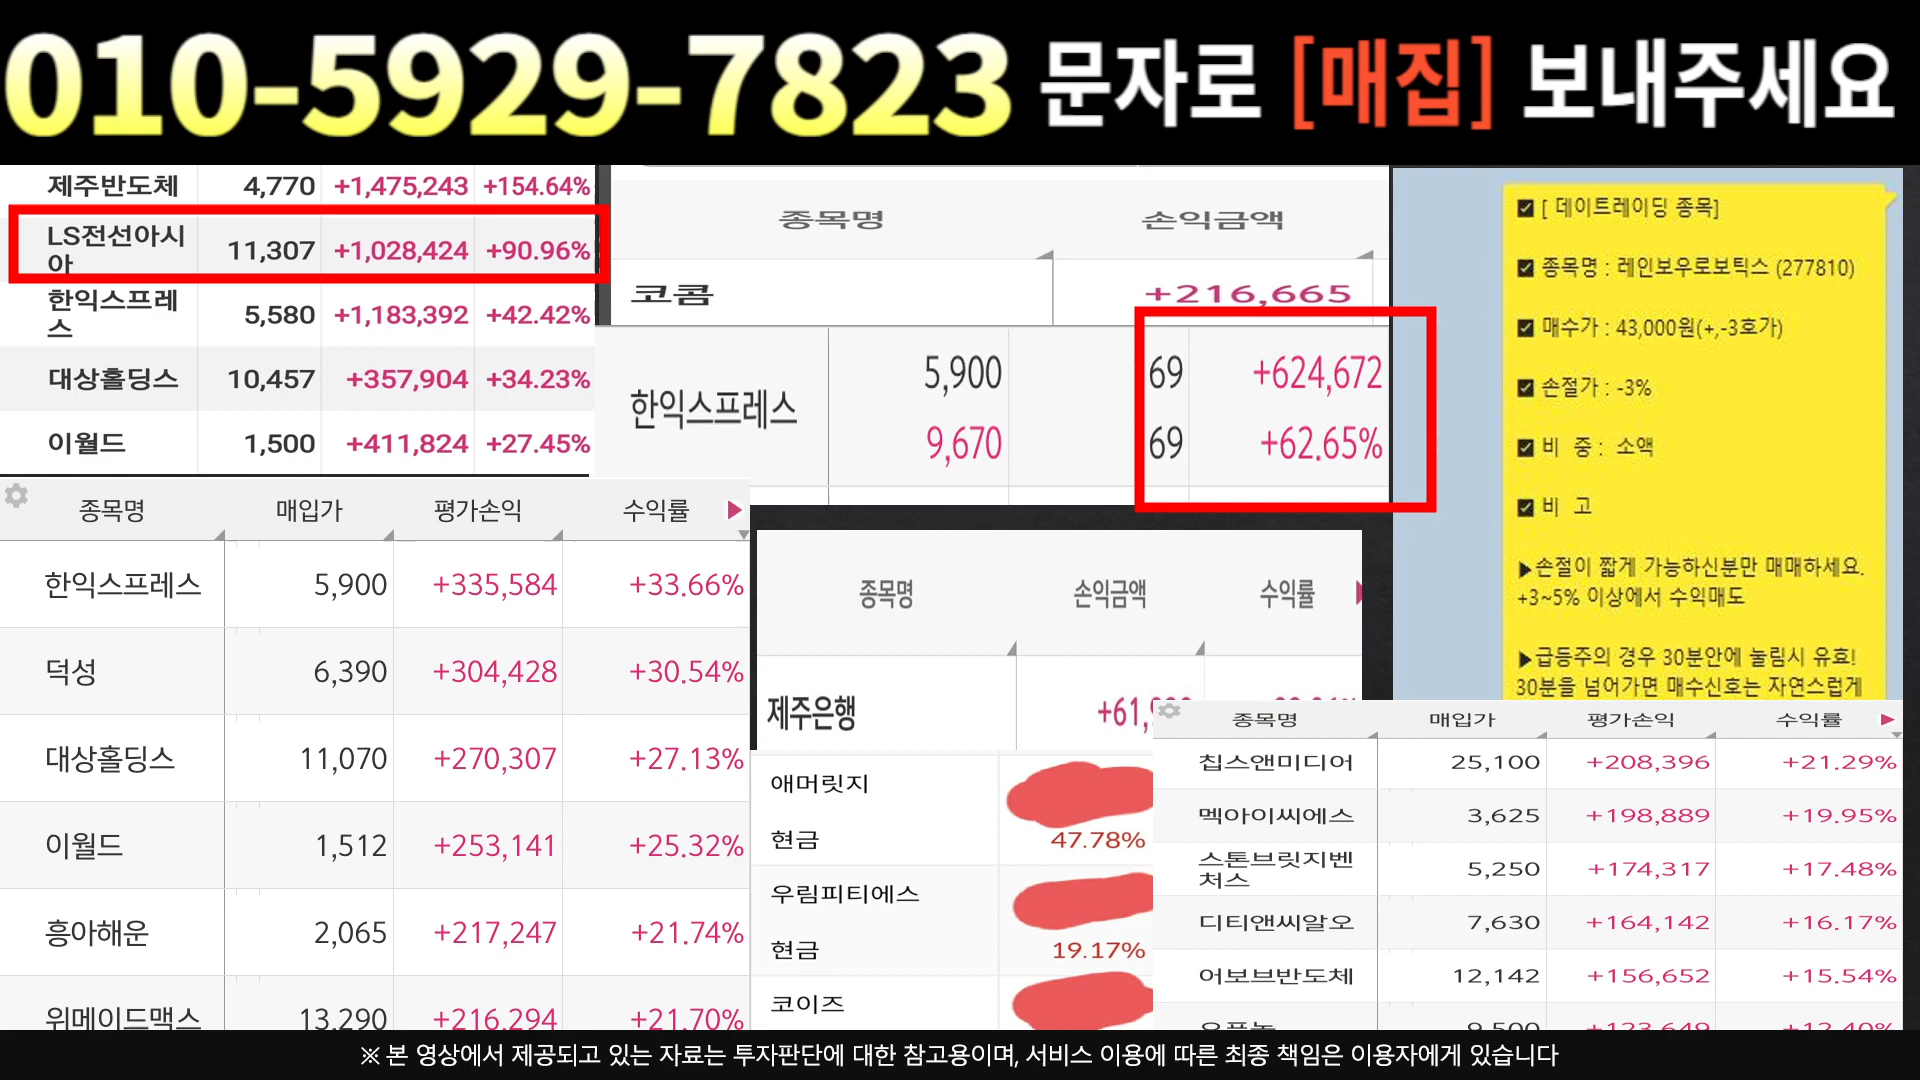 010-5929-7823 문자로 [매집] 보내주세요
제주반도체 4,770 +1,475,243 +154.64%
LS전선아시
아 11,307 +1,028,424 +90.96%
한익스프레
스 5,580 +1,183,392 +42.42%
대상홀딩스 10,457 +357,904 +34.23%
이월드 1,500 +411,824 +27.45%
종목명 손익금액
코콤 +216,665
한익스프레스 5,900 69 +624,672
9,670 69 +62.65%
☑ [ 데이트레이딩 종목]
☑ 종목명 : 레인보우로보틱스 (277810)
☑ 매수가 : 43,000원(+,-3호가)
☑ 손절가 : -3%
☑ 비 중 : 소액
☑ 비 고
▶손절이 짧게 가능하신분만 매매하세요.
+3~5% 이상에서 수익매도
▶급등주의 경우 30분안에 눌림시 유효!
30분을 넘어가면 매수신호는 자연스럽게
종목명 매입가 평가손익 수익률
한익스프레스 5,900 +335,584 +33.66%
덕성 6,390 +304,428 +30.54%
대상홀딩스 11,070 +270,307 +27.13%
이월드 1,512 +253,141 +25.32%
흥아해운 2,065 +217,247 +21.74%
위메이드맥스 13,290 +216,294 +21.70%
종목명 손익금액 수익률
제주은행
애머릿지
현금 47.78%
우림피티에스
현금 19.17%
코이즈
종목명 매입가 평가손익 수익률
칩스앤미디어 25,100 +208,396 +21.29%
멕아이씨에스 3,625 +198,889 +19.95%
스톤브릿지벤
처스 5,250 +174,317 +17.48%
디티앤씨알오 7,630 +164,142 +16.17%
어보브반도체 12,142 +156,652 +15.54%
※ 본 영상에서 제공되고 있는 자료는 투자판단에 대한 참고용이며, 서비스 이용에 따른 최종 책임은 이용자에게 있습니다